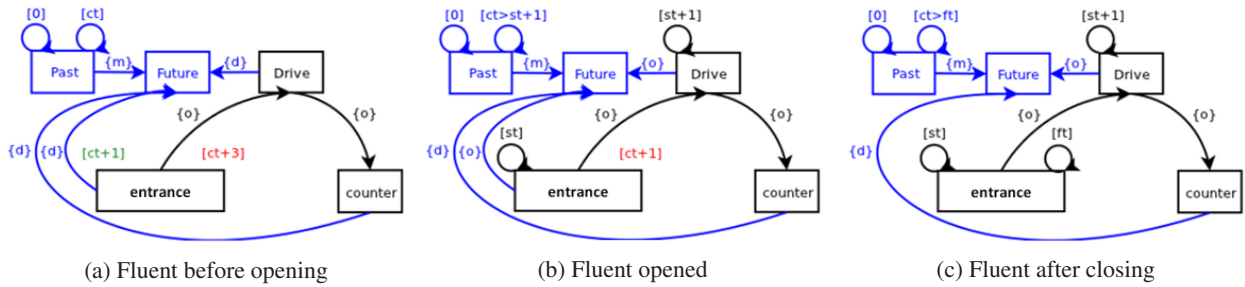 [0] [ct]
Past {m} Future {d} Drive
{o} {o}
{d} {d} [ct+1] [ct+3]
entrance counter
(a) Fluent before opening
[0] [ct>st+1] [st+1]
Past {m} Future {o} Drive
{o} {o}
[st]
{d} {o} [ct+1]
entrance counter
(b) Fluent opened
[0] [ct>ft] [st+1]
Past {m} Future {o} Drive
{o} {o}
[st] [ft]
{d}
entrance counter
(c) Fluent after closing